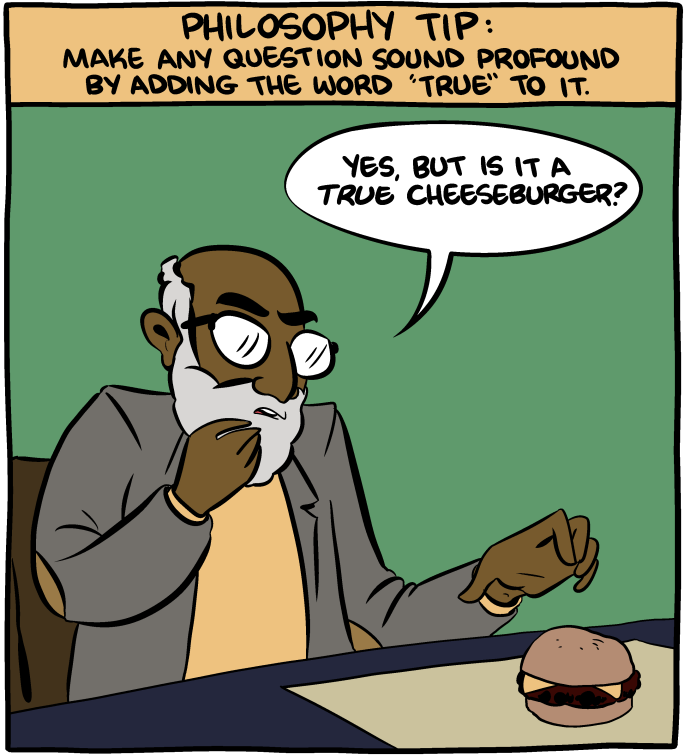 PHILOSOPHY TIP:
MAKE ANY QUESTION SOUND PROFOUND
BY ADDING THE WORD "TRUE" TO IT.
YES, BUT IS IT A
TRUE CHEESEBURGER?